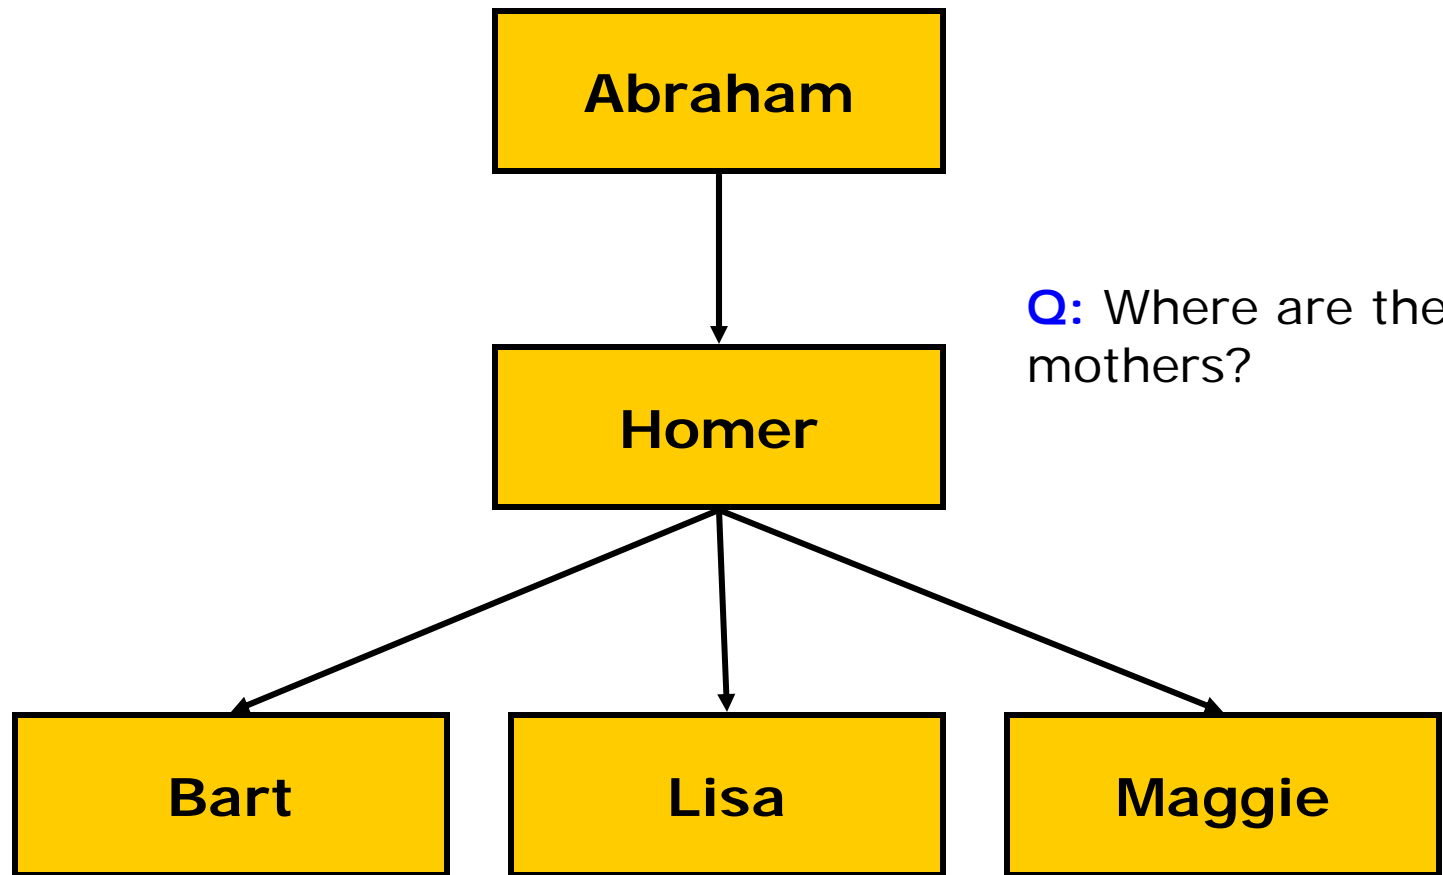 Abraham
Q: Where are the
mothers?
Homer
Bart
Lisa
Maggie